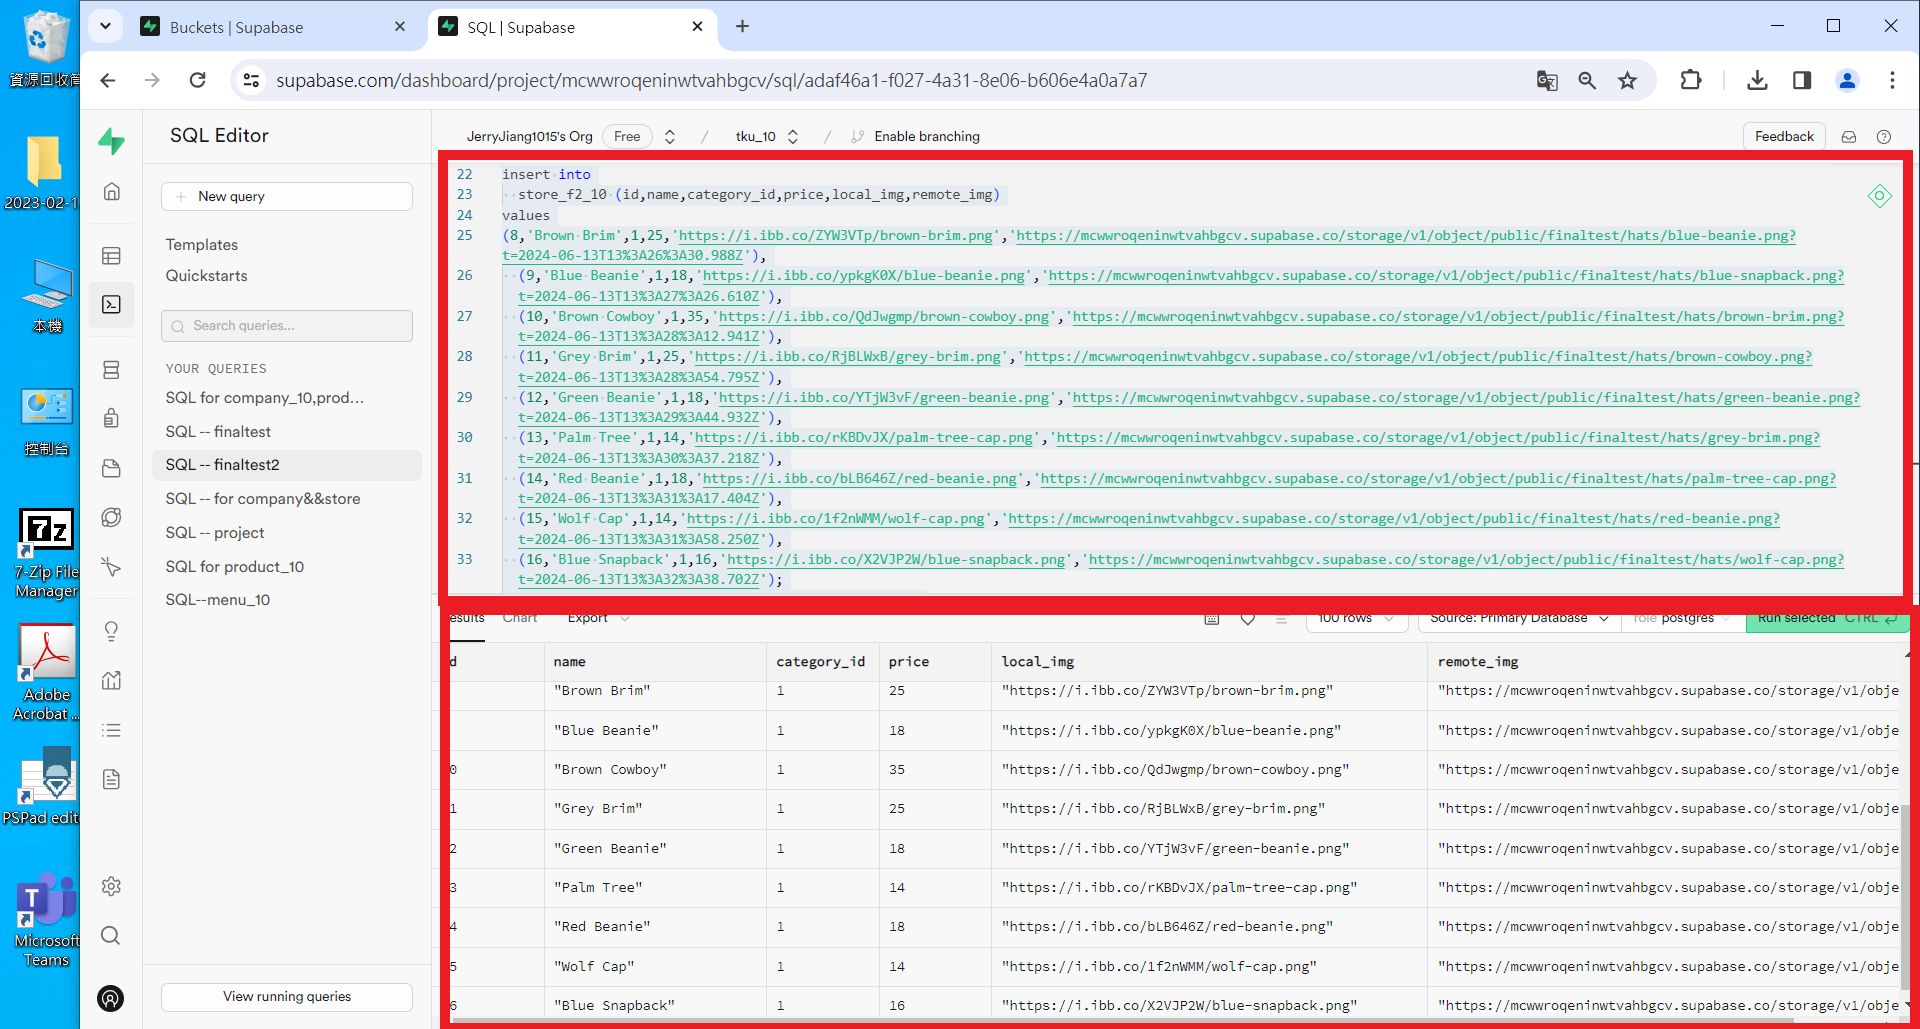 Buckets | Supabase
SQL | Supabase
supabase.com/dashboard/project/mcwwroqeninwtvahbgcv/sql/adaf46a1-f027-4a31-8e06-b606e4a0a7a7
資源回收筒
2023-02-1
本機
控制台
7-Zip File
Manager
Adobe
Acrobat ...
PSPad edit
Microsoft
Teams
SQL Editor
New query
Templates
Quickstarts
Search queries...
YOUR QUERIES
SQL for company_10,prod...
SQL -- finaltest
SQL -- finaltest2
SQL -- for company&&store
SQL -- project
SQL for product_10
SQL--menu_10
View running queries
JerryJiang1015's Org Free / tku_10 / Enable branching Feedback
22 insert into
23 store_f2_10 (id,name,category_id,price,local_img,remote_img)
24 values
25 (8,'Brown Brim',1,25,'https://i.ibb.co/ZYW3VTp/brown-brim.png','https://mcwwroqeninwtvahbgcv.supabase.co/storage/v1/object/public/finaltest/hats/blue-beanie.png?
t=2024-06-13T13%3A26%3A30.988Z'),
26 (9,'Blue Beanie',1,18,'https://i.ibb.co/ypkgK0X/blue-beanie.png','https://mcwwroqeninwtvahbgcv.supabase.co/storage/v1/object/public/finaltest/hats/blue-snapback.png?
t=2024-06-13T13%3A27%3A26.610Z'),
27 (10,'Brown Cowboy',1,35,'https://i.ibb.co/QdJwgmp/brown-cowboy.png','https://mcwwroqeninwtvahbgcv.supabase.co/storage/v1/object/public/finaltest/hats/brown-brim.png?
t=2024-06-13T13%3A28%3A12.941Z'),
28 (11,'Grey Brim',1,25,'https://i.ibb.co/RjBLWxB/grey-brim.png','https://mcwwroqeninwtvahbgcv.supabase.co/storage/v1/object/public/finaltest/hats/brown-cowboy.png?
t=2024-06-13T13%3A28%3A54.795Z'),
29 (12,'Green Beanie',1,18,'https://i.ibb.co/YTjW3vF/green-beanie.png','https://mcwwroqeninwtvahbgcv.supabase.co/storage/v1/object/public/finaltest/hats/green-beanie.png?
t=2024-06-13T13%3A29%3A44.932Z'),
30 (13,'Palm Tree',1,14,'https://i.ibb.co/rKBDvJX/palm-tree-cap.png','https://mcwwroqeninwtvahbgcv.supabase.co/storage/v1/object/public/finaltest/hats/grey-brim.png?
t=2024-06-13T13%3A30%3A37.218Z'),
31 (14,'Red Beanie',1,18,'https://i.ibb.co/bLB646Z/red-beanie.png','https://mcwwroqeninwtvahbgcv.supabase.co/storage/v1/object/public/finaltest/hats/palm-tree-cap.png?
t=2024-06-13T13%3A31%3A17.404Z'),
32 (15,'Wolf Cap',1,14,'https://i.ibb.co/1f2nWMM/wolf-cap.png','https://mcwwroqeninwtvahbgcv.supabase.co/storage/v1/object/public/finaltest/hats/red-beanie.png?
t=2024-06-13T13%3A31%3A58.250Z'),
33 (16,'Blue Snapback',1,16,'https://i.ibb.co/X2VJP2W/blue-snapback.png','https://mcwwroqeninwtvahbgcv.supabase.co/storage/v1/object/public/finaltest/hats/wolf-cap.png?
t=2024-06-13T13%3A32%3A38.702Z');
esults Chart Export 100 rows Source: Primary Database role postgres Run selected CTRL
d name category_id price local_img remote_img
"Brown Brim" 1 25 "https://i.ibb.co/ZYW3VTp/brown-brim.png" "https://mcwwroqeninwtvahbgcv.supabase.co/storage/v1/obje
"Blue Beanie" 1 18 "https://i.ibb.co/ypkgK0X/blue-beanie.png" "https://mcwwroqeninwtvahbgcv.supabase.co/storage/v1/obje
0 "Brown Cowboy" 1 35 "https://i.ibb.co/QdJwgmp/brown-cowboy.png" "https://mcwwroqeninwtvahbgcv.supabase.co/storage/v1/obje
1 "Grey Brim" 1 25 "https://i.ibb.co/RjBLWxB/grey-brim.png" "https://mcwwroqeninwtvahbgcv.supabase.co/storage/v1/obje
2 "Green Beanie" 1 18 "https://i.ibb.co/YTjW3vF/green-beanie.png" "https://mcwwroqeninwtvahbgcv.supabase.co/storage/v1/obje
3 "Palm Tree" 1 14 "https://i.ibb.co/rKBDvJX/palm-tree-cap.png" "https://mcwwroqeninwtvahbgcv.supabase.co/storage/v1/obje
4 "Red Beanie" 1 18 "https://i.ibb.co/bLB646Z/red-beanie.png" "https://mcwwroqeninwtvahbgcv.supabase.co/storage/v1/obje
5 "Wolf Cap" 1 14 "https://i.ibb.co/1f2nWMM/wolf-cap.png" "https://mcwwroqeninwtvahbgcv.supabase.co/storage/v1/obje
6 "Blue Snapback" 1 16 "https://i.ibb.co/X2VJP2W/blue-snapback.png" "https://mcwwroqeninwtvahbgcv.supabase.co/storage/v1/obje